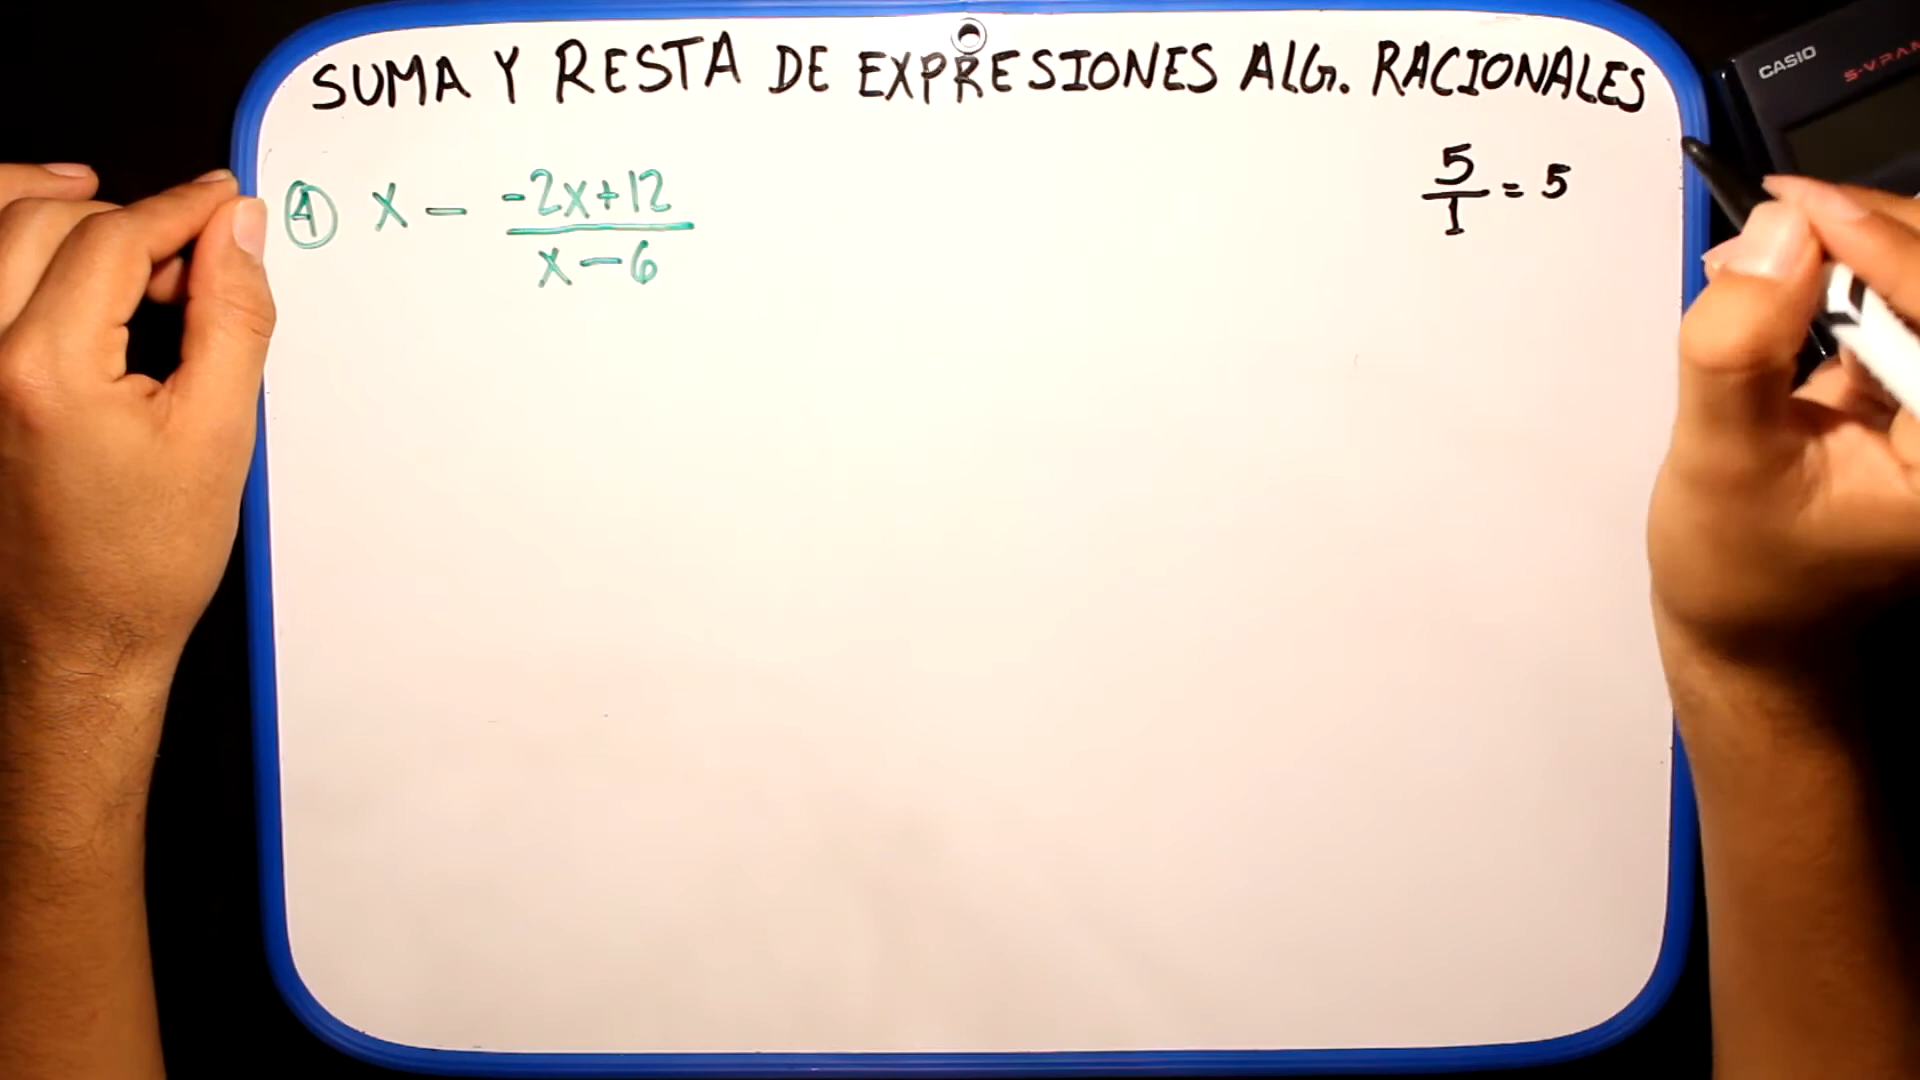 SUMA Y RESTA DE EXPRESIONES ALG. RACIONALES
④ x - (-2x+12)/(x-6)
5/1 = 5
CASIO